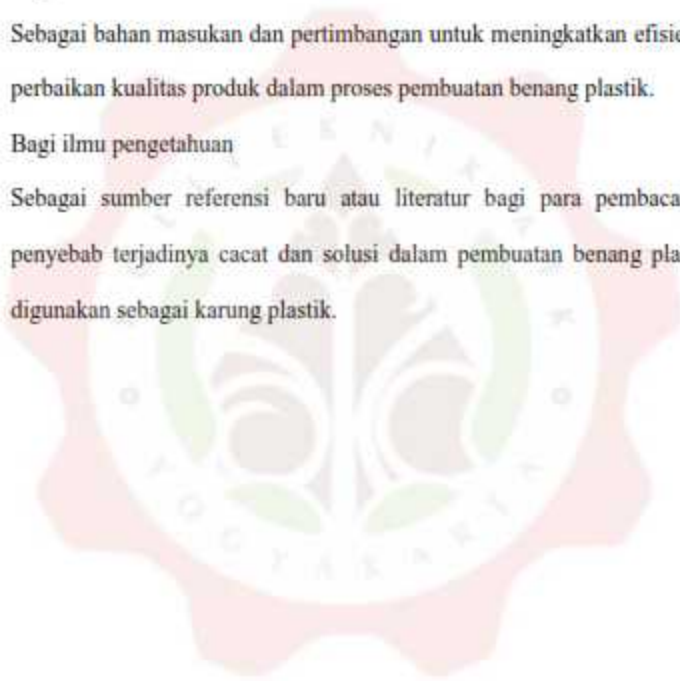 Sebagai bahan masukan dan pertimbangan untuk meningkatkan
perbaikan kualitas produk dalam proses pembuatan benang plastik.
Bagi ilmu pengetahuan
Sebagai sumber referensi baru atau literatur bagi para pembaca
penyebab terjadinya cacat dan solusi dalam pembuatan benang
digunakan sebagai karung plastik.
YOGYAKARTA